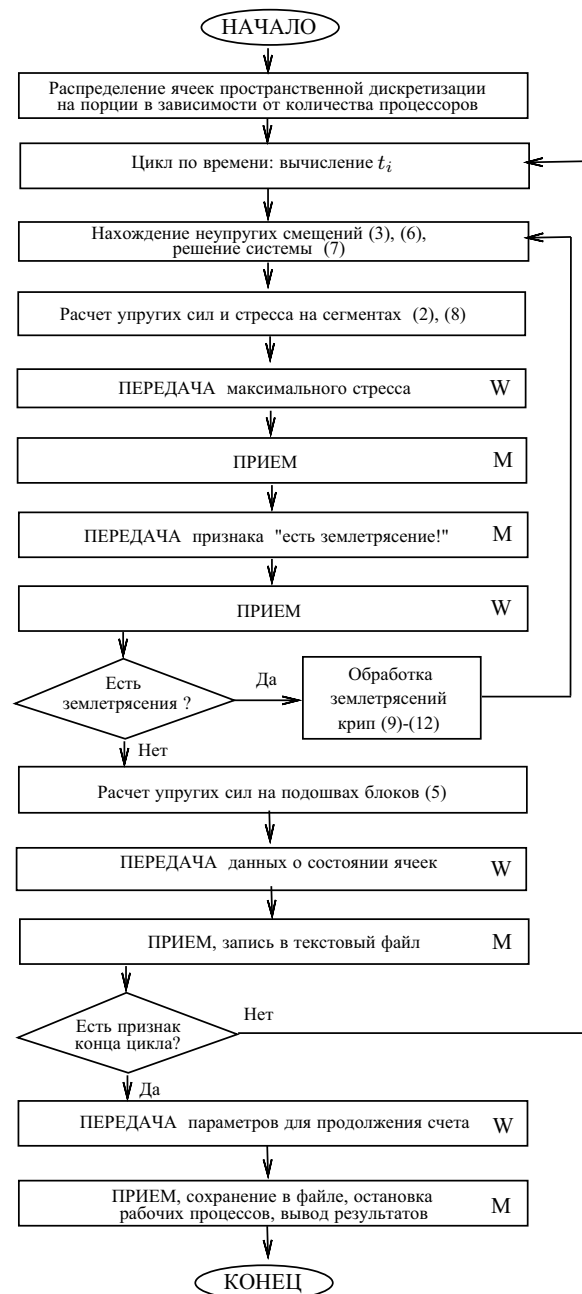 НАЧАЛО
Распределение ячеек пространственной дискретизации
на порции в зависимости от количества процессоров
Цикл по времени: вычисление t_i
Нахождение неупругих смещений (3), (6),
решение системы (7)
Расчет упругих сил и стресса на сегментах (2), (8)
ПЕРЕДАЧА максимального стресса W
ПРИЕМ M
ПЕРЕДАЧА признака "есть землетрясение!" M
ПРИЕМ W
Есть
землетрясения ?
Да
Обработка
землетрясений
крип (9)-(12)
Нет
Расчет упругих сил на подошвах блоков (5)
ПЕРЕДАЧА данных о состоянии ячеек W
ПРИЕМ, запись в текстовый файл M
Есть признак
конца цикла?
Нет
Да
ПЕРЕДАЧА параметров для продолжения счета W
ПРИЕМ, сохранение в файле, остановка
рабочих процессов, вывод результатов M
КОНЕЦ